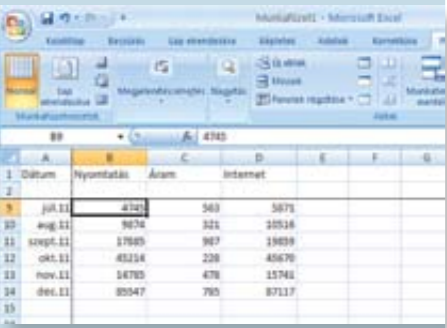 Munkafüzet1 - Microsoft Excel
Kezdőlap Beszúrás Lap elrendezése Képletek Adatok Korrektúra
Normál Lap elrendezése Megjelenítés/elrejtés Nagyítás Új ablak
Mozaik
Panelek rögzítése
Munkafüzetnézetek Ablak
B9 fx 4745
A B C D E F G
1 Dátum Nyomtatás Áram Internet
2
9 júl.11 4745 563 5871
10 aug.11 9874 321 10516
11 szept.11 17885 987 19859
12 okt.11 45214 228 45670
13 nov.11 14785 478 15741
14 dec.11 85547 785 87117
15